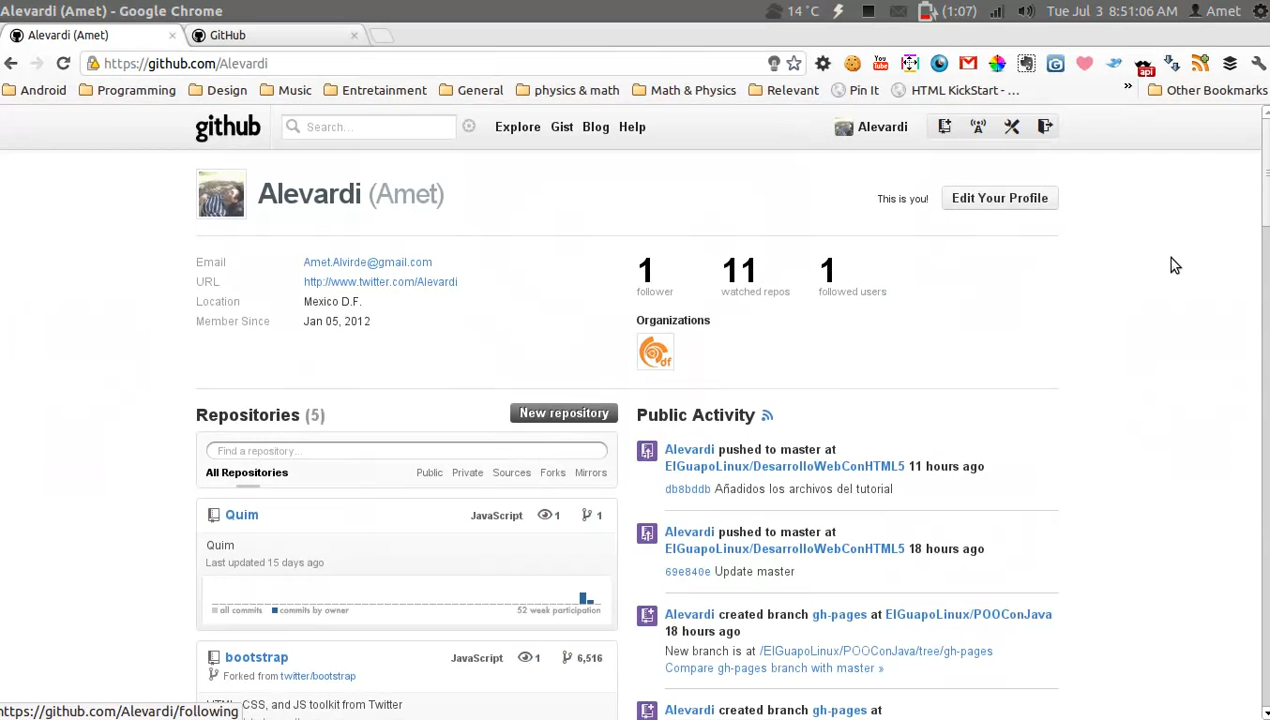 Alevardi (Amet) - Google Chrome
14 °C
(1:07)
Tue Jul 3 8:51:06 AM
Amet
Alevardi (Amet)
GitHub
https://github.com/Alevardi
You Tube
api
Android
Programming
Design
Music
Entretainment
General
physics & math
Math & Physics
Relevant
Pin It
HTML KickStart - ...
»
Other Bookmarks
github
Search...
Explore
Gist
Blog
Help
Alevardi
Alevardi (Amet)
This is you!
Edit Your Profile
Email Amet.Alvirde@gmail.com
URL http://www.twitter.com/Alevardi
Location Mexico D.F.
Member Since Jan 05, 2012
1
follower
11
watched repos
1
followed users
Organizations
df
Repositories (5)
New repository
Find a repository...
All Repositories
Public
Private
Sources
Forks
Mirrors
Quim
JavaScript
1
1
Quim
Last updated 15 days ago
all commits
commits by owner
52 week participation
bootstrap
JavaScript
1
6,516
Forked from twitter/bootstrap
CSS, and JS toolkit from Twitter
Public Activity
Alevardi pushed to master at
ElGuapoLinux/DesarrolloWebConHTML5 11 hours ago
db8bddb Añadidos los archivos del tutorial
Alevardi pushed to master at
ElGuapoLinux/DesarrolloWebConHTML5 18 hours ago
69e840e Update master
Alevardi created branch gh-pages at ElGuapoLinux/POOConJava
18 hours ago
New branch is at /ElGuapoLinux/POOConJava/tree/gh-pages
Compare gh-pages branch with master »
Alevardi created branch gh-pages at
https://github.com/Alevardi/following